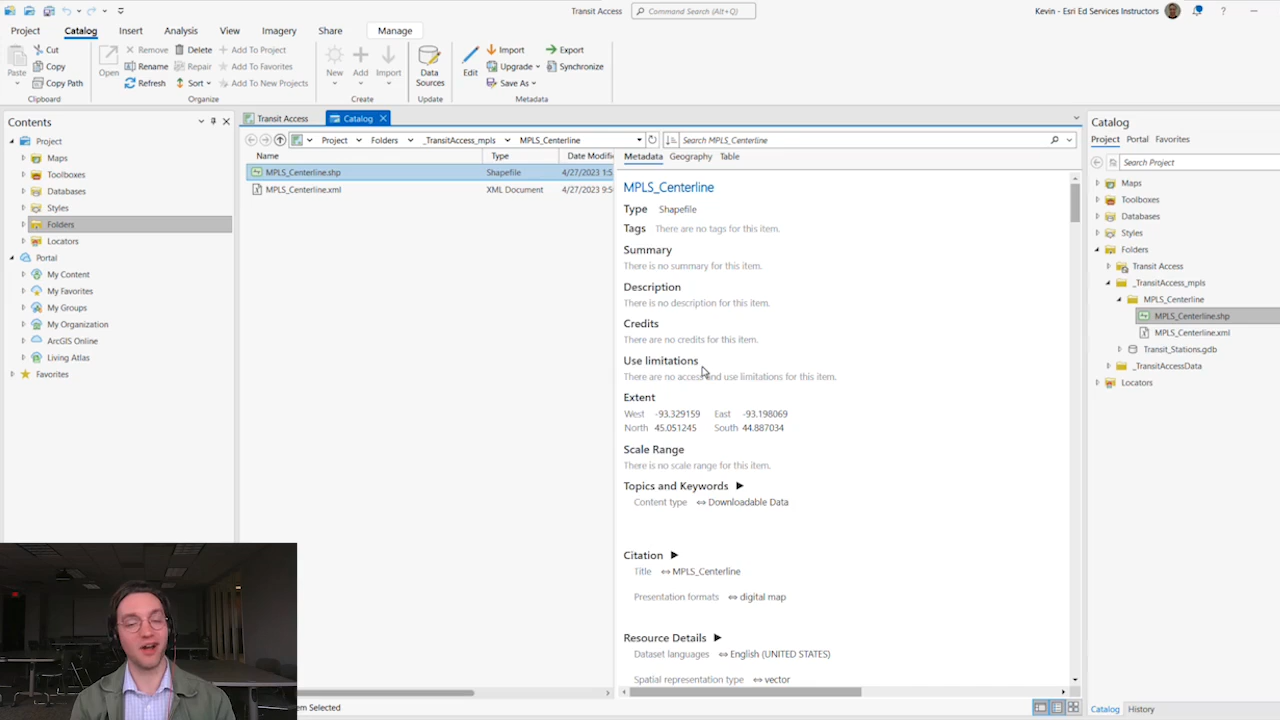 Transit Access
Command Search (Alt+Q)
Kevin - Esri Ed Services Instructors
?
Project
Catalog
Insert
Analysis
View
Imagery
Share
Manage
Paste
Cut
Copy
Copy Path
Clipboard
Open
Remove
Rename
Refresh
Delete
Repair
Sort
Add To Project
Add To Favorites
Add To New Projects
Organize
New
Add
Import
Create
Data
Sources
Update
Edit
Import
Upgrade
Save As
Export
Synchronize
Metadata
Contents
Project
Maps
Toolboxes
Databases
Styles
Folders
Locators
Portal
My Content
My Favorites
My Groups
My Organization
ArcGIS Online
Living Atlas
Favorites
Transit Access
Catalog
Project
Folders
_TransitAccess_mpls
MPLS_Centerline
Search MPLS_Centerline
Name Type Date Modifi
MPLS_Centerline.shp Shapefile 4/27/2023 1:5
MPLS_Centerline.xml XML Document 4/27/2023 9:5
Metadata Geography Table
MPLS_Centerline
Type Shapefile
Tags There are no tags for this item.
Summary
There is no summary for this item.
Description
There is no description for this item.
Credits
There are no credits for this item.
Use limitations
There are no access and use limitations for this item.
Extent
West -93.329159 East -93.198069
North 45.051245 South 44.887034
Scale Range
There is no scale range for this item.
Topics and Keywords
Content type Downloadable Data
Citation
Title MPLS_Centerline
Presentation formats digital map
Resource Details
Dataset languages English (UNITED STATES)
Spatial representation type vector
em Selected
Catalog
Project Portal Favorites
Search Project
Maps
Toolboxes
Databases
Styles
Folders
Transit Access
_TransitAccess_mpls
MPLS_Centerline
MPLS_Centerline.shp
MPLS_Centerline.xml
Transit_Stations.gdb
_TransitAccessData
Locators
Catalog History